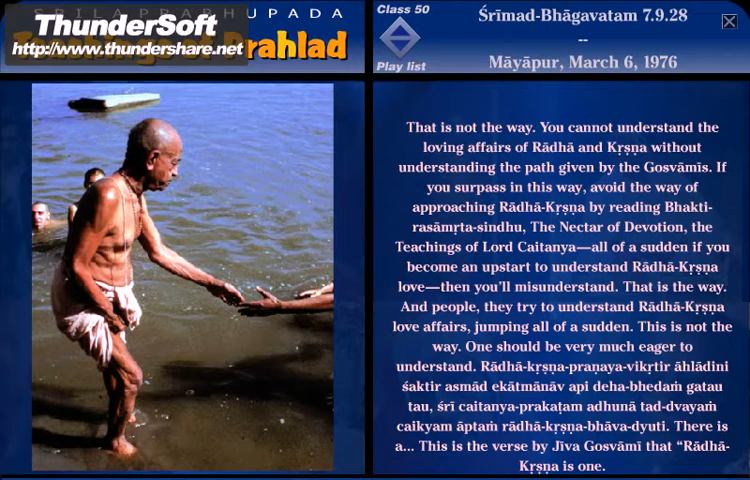 SRILA PRABHUPADA
ThunderSoft
http://www.thundershare.net
Teachings of Prahlad
Class 50
Play list
Śrīmad-Bhāgavatam 7.9.28
--
Māyāpur, March 6, 1976
That is not the way. You cannot understand the
loving affairs of Rādhā and Kṛṣṇa without
understanding the path given by the Gosvāmīs. If
you surpass in this way, avoid the way of
approaching Rādhā-Kṛṣṇa by reading Bhakti-
rasāmṛta-sindhu, The Nectar of Devotion, the
Teachings of Lord Caitanya—all of a sudden if you
become an upstart to understand Rādhā-Kṛṣṇa
love—then you’ll misunderstand. That is the way.
And people, they try to understand Rādhā-Kṛṣṇa
love affairs, jumping all of a sudden. This is not the
way. One should be very much eager to
understand. Rādhā-kṛṣṇa-praṇaya-vikṛtir āhlādini
śaktir asmād ekātmānāv api deha-bhedaṁ gatau
tau, śrī caitanya-prakaṭam adhunā tad-dvayaṁ
caikyam āptaṁ rādhā-kṛṣṇa-bhāva-dyuti. There is
a... This is the verse by Jīva Gosvāmī that “Rādhā-
Kṛṣṇa is one.